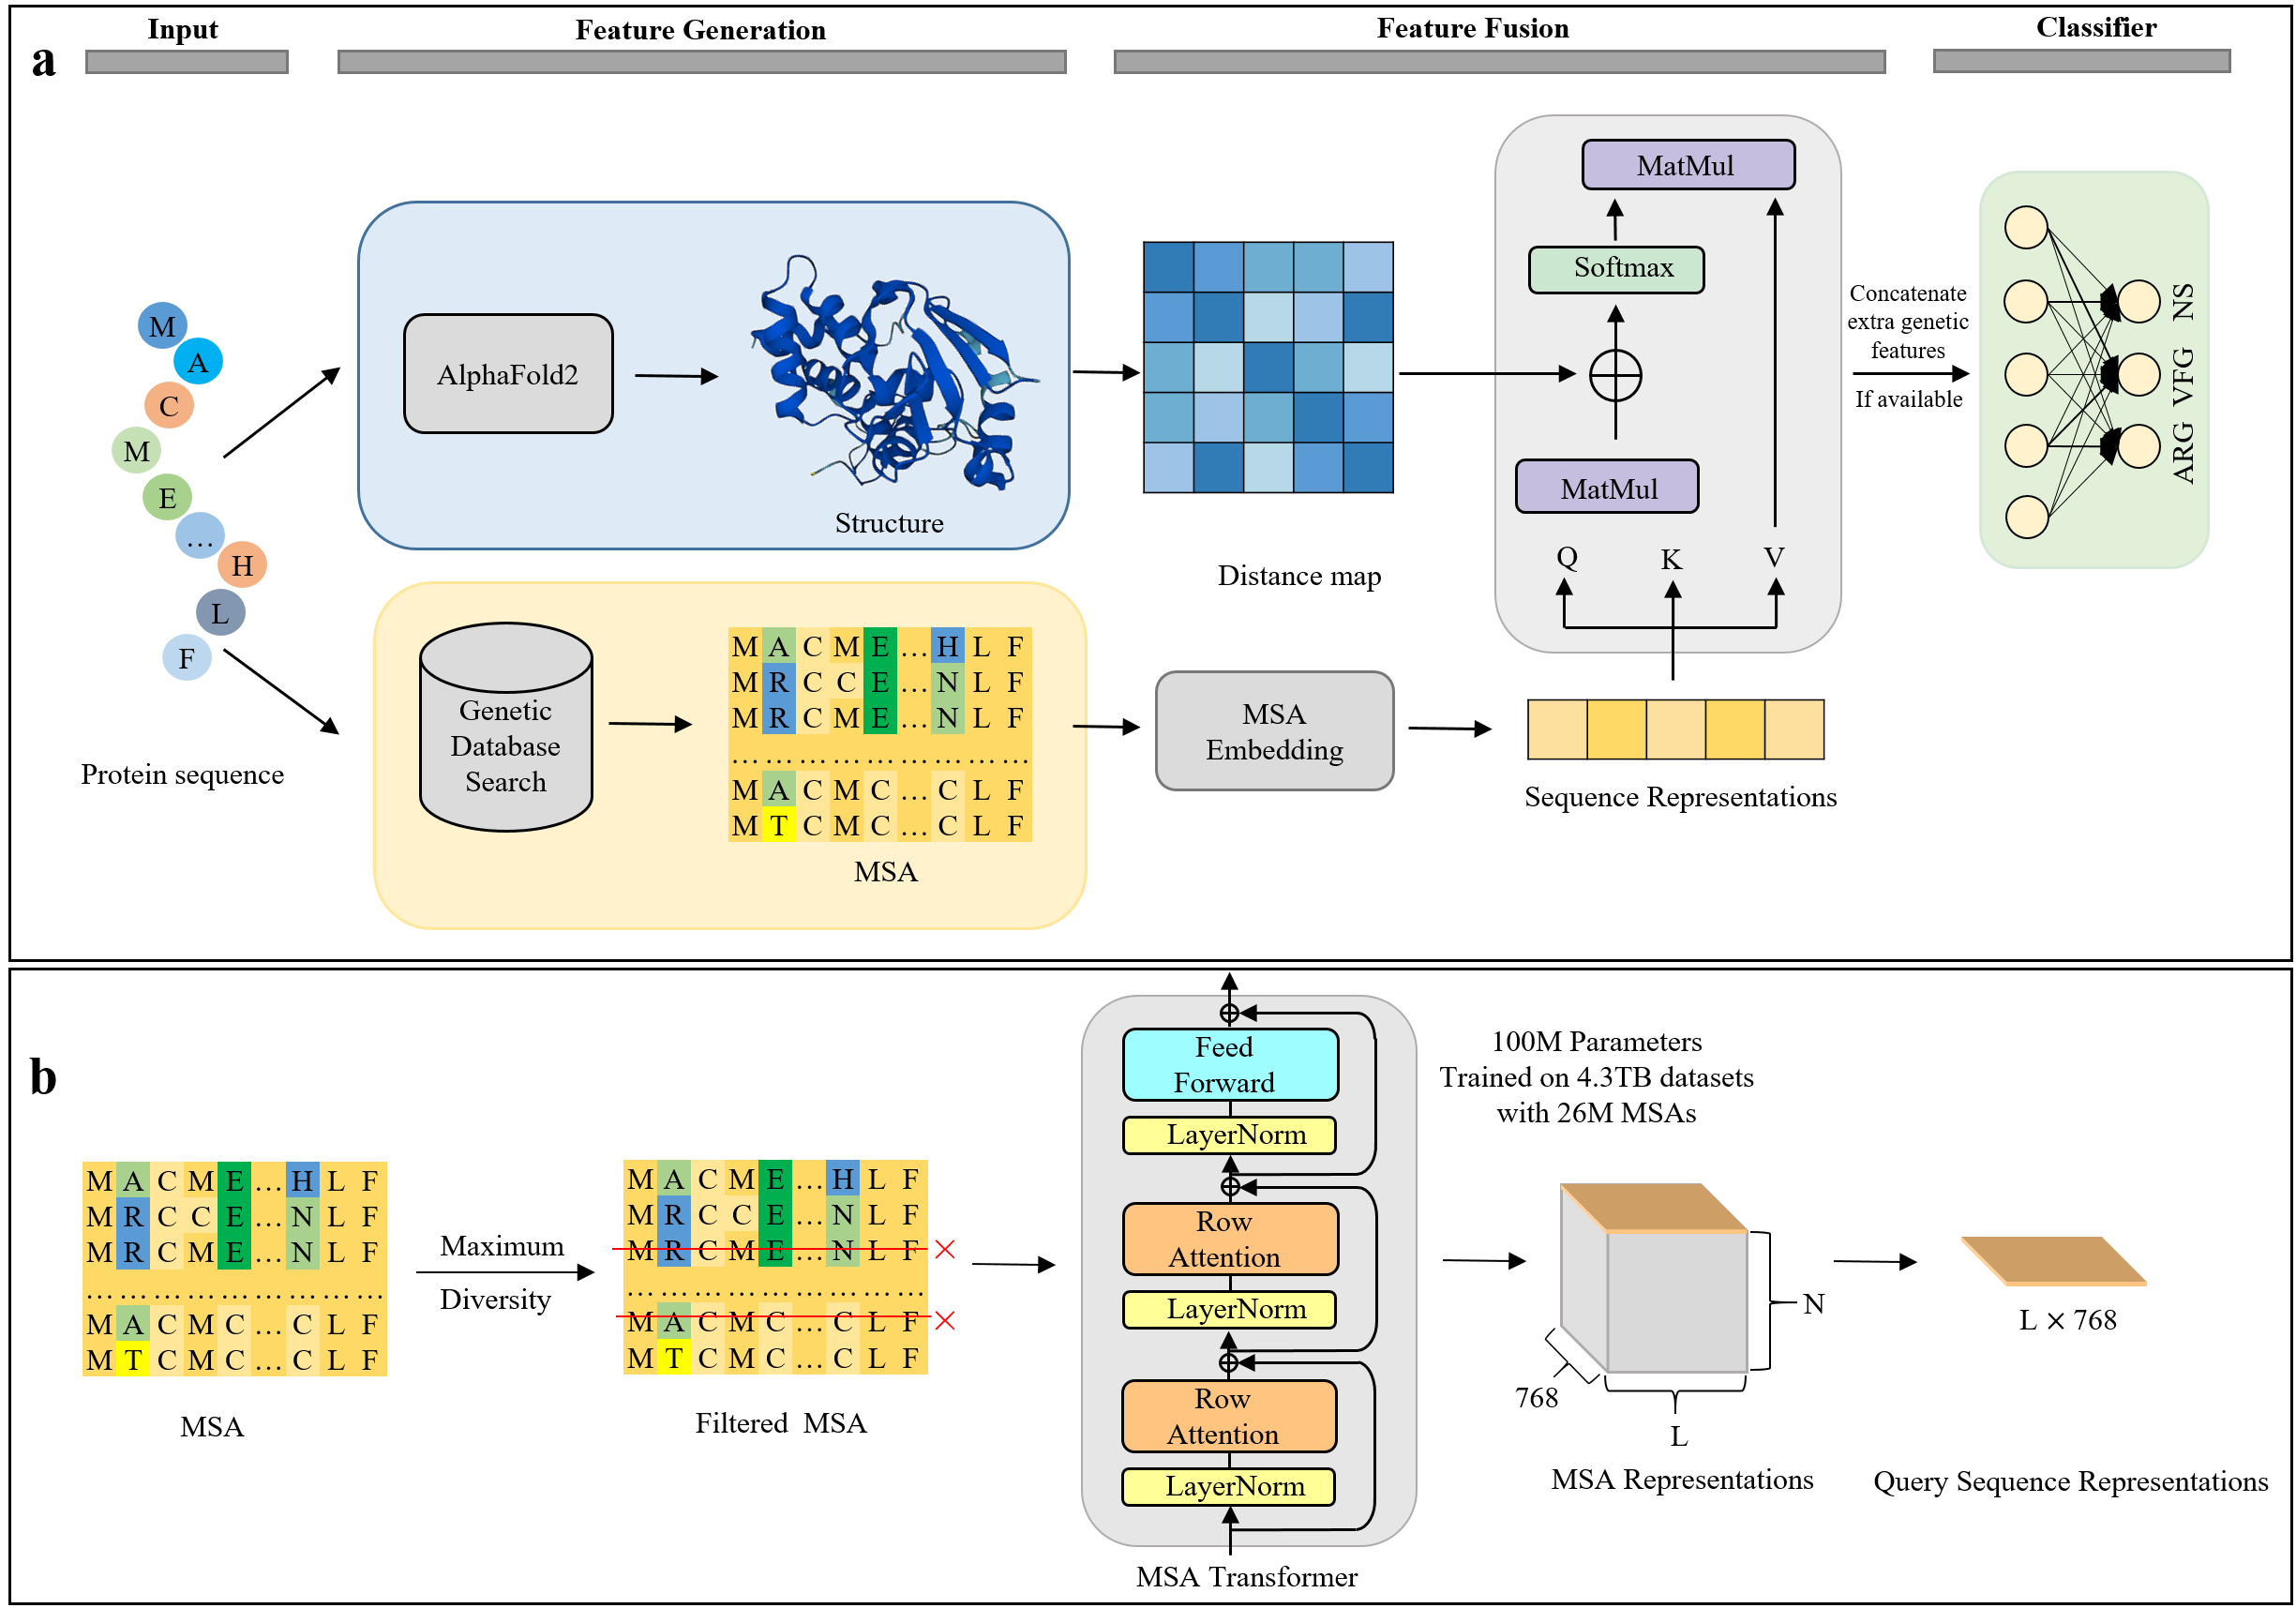 Input
Feature Generation
Feature Fusion
Classifier
a
M
A
C
M
E
...
H
L
F
Protein sequence
AlphaFold2
Structure
Genetic
Database
Search
M A C M E ... H L F
M R C C E ... N L F
M R C M E ... N L F
... ... ... ... ... ... ... ... ...
M A C M C ... C L F
M T C M C ... C L F
MSA
Distance map
MSA
Embedding
Sequence Representations
MatMul
Softmax
MatMul
Q K V
Concatenate
extra genetic
features
If available
NS
VFG
ARG
b
M A C M E ... H L F
M R C C E ... N L F
M R C M E ... N L F
... ... ... ... ... ... ... ... ...
M A C M C ... C L F
M T C M C ... C L F
MSA
Maximum
Diversity
M A C M E ... H L F
M R C C E ... N L F
M R C M E ... N L F ×
... ... ... ... ... ... ... ... ...
M A C M C ... C L F ×
M T C M C ... C L F
Filtered MSA
Feed
Forward
LayerNorm
Row
Attention
LayerNorm
Row
Attention
LayerNorm
MSA Transformer
100M Parameters
Trained on 4.3TB datasets
with 26M MSAs
N
768
L
MSA Representations
L × 768
Query Sequence Representations